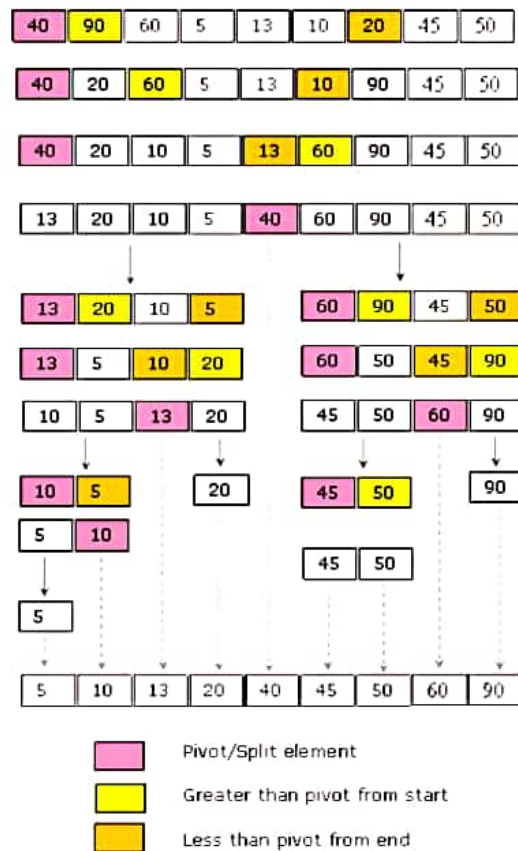 40 90 60 5 13 10 20 45 50
40 20 60 5 13 10 90 45 50
40 20 10 5 13 60 90 45 50
13 20 10 5 40 60 90 45 50
13 20 10 5 60 90 45 50
13 5 10 20 60 50 45 90
10 5 13 20 45 50 60 90
10 5 20 45 50 90
5 10
45 50
5
5 10 13 20 40 45 50 60 90
Pivot/Split element
Greater than pivot from start
Less than pivot from end